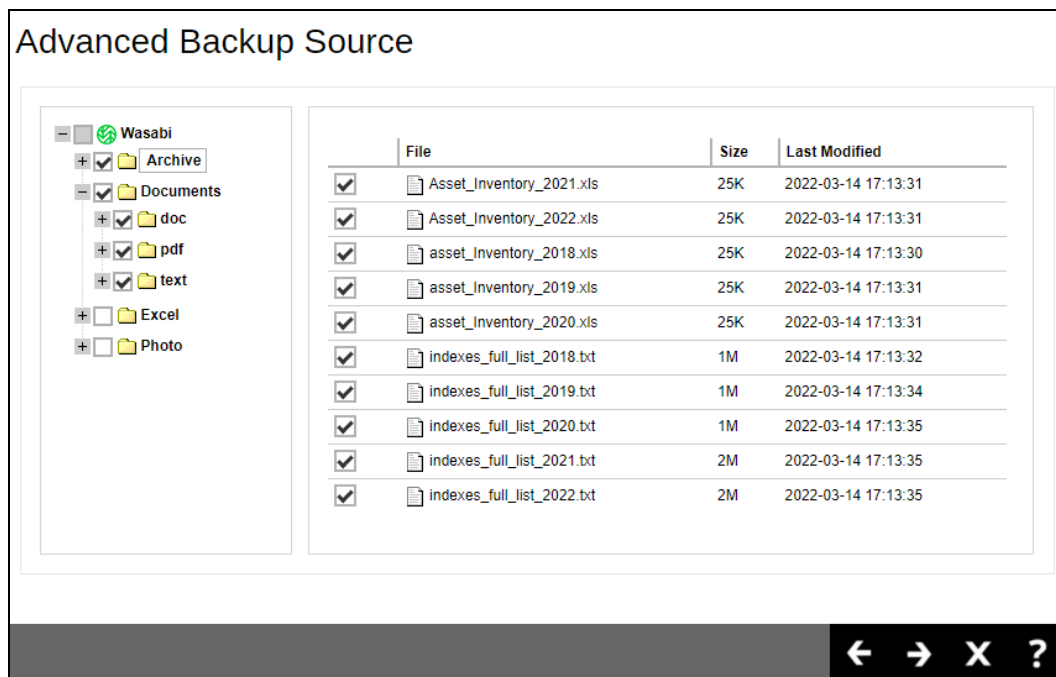 Advanced Backup Source
Wasabi
Archive
Documents
doc
pdf
text
Excel
Photo
File Size Last Modified
Asset_Inventory_2021.xls 25K 2022-03-14 17:13:31
Asset_Inventory_2022.xls 25K 2022-03-14 17:13:31
asset_Inventory_2018.xls 25K 2022-03-14 17:13:30
asset_Inventory_2019.xls 25K 2022-03-14 17:13:31
asset_Inventory_2020.xls 25K 2022-03-14 17:13:31
indexes_full_list_2018.txt 1M 2022-03-14 17:13:32
indexes_full_list_2019.txt 1M 2022-03-14 17:13:34
indexes_full_list_2020.txt 1M 2022-03-14 17:13:35
indexes_full_list_2021.txt 2M 2022-03-14 17:13:35
indexes_full_list_2022.txt 2M 2022-03-14 17:13:35
X ?